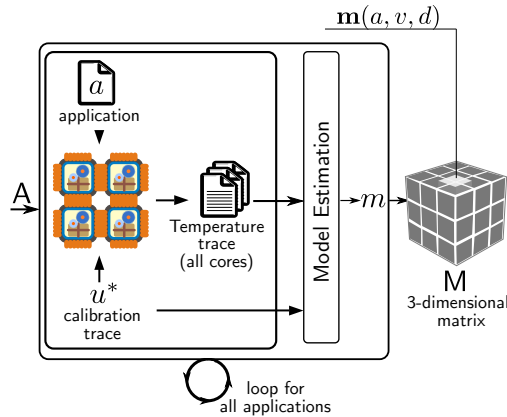 m(a, v, d)
a
application
A
Temperature
trace
(all cores)
Model Estimation
m
u*
calibration
trace
M
3-dimensional
matrix
loop for
all applications